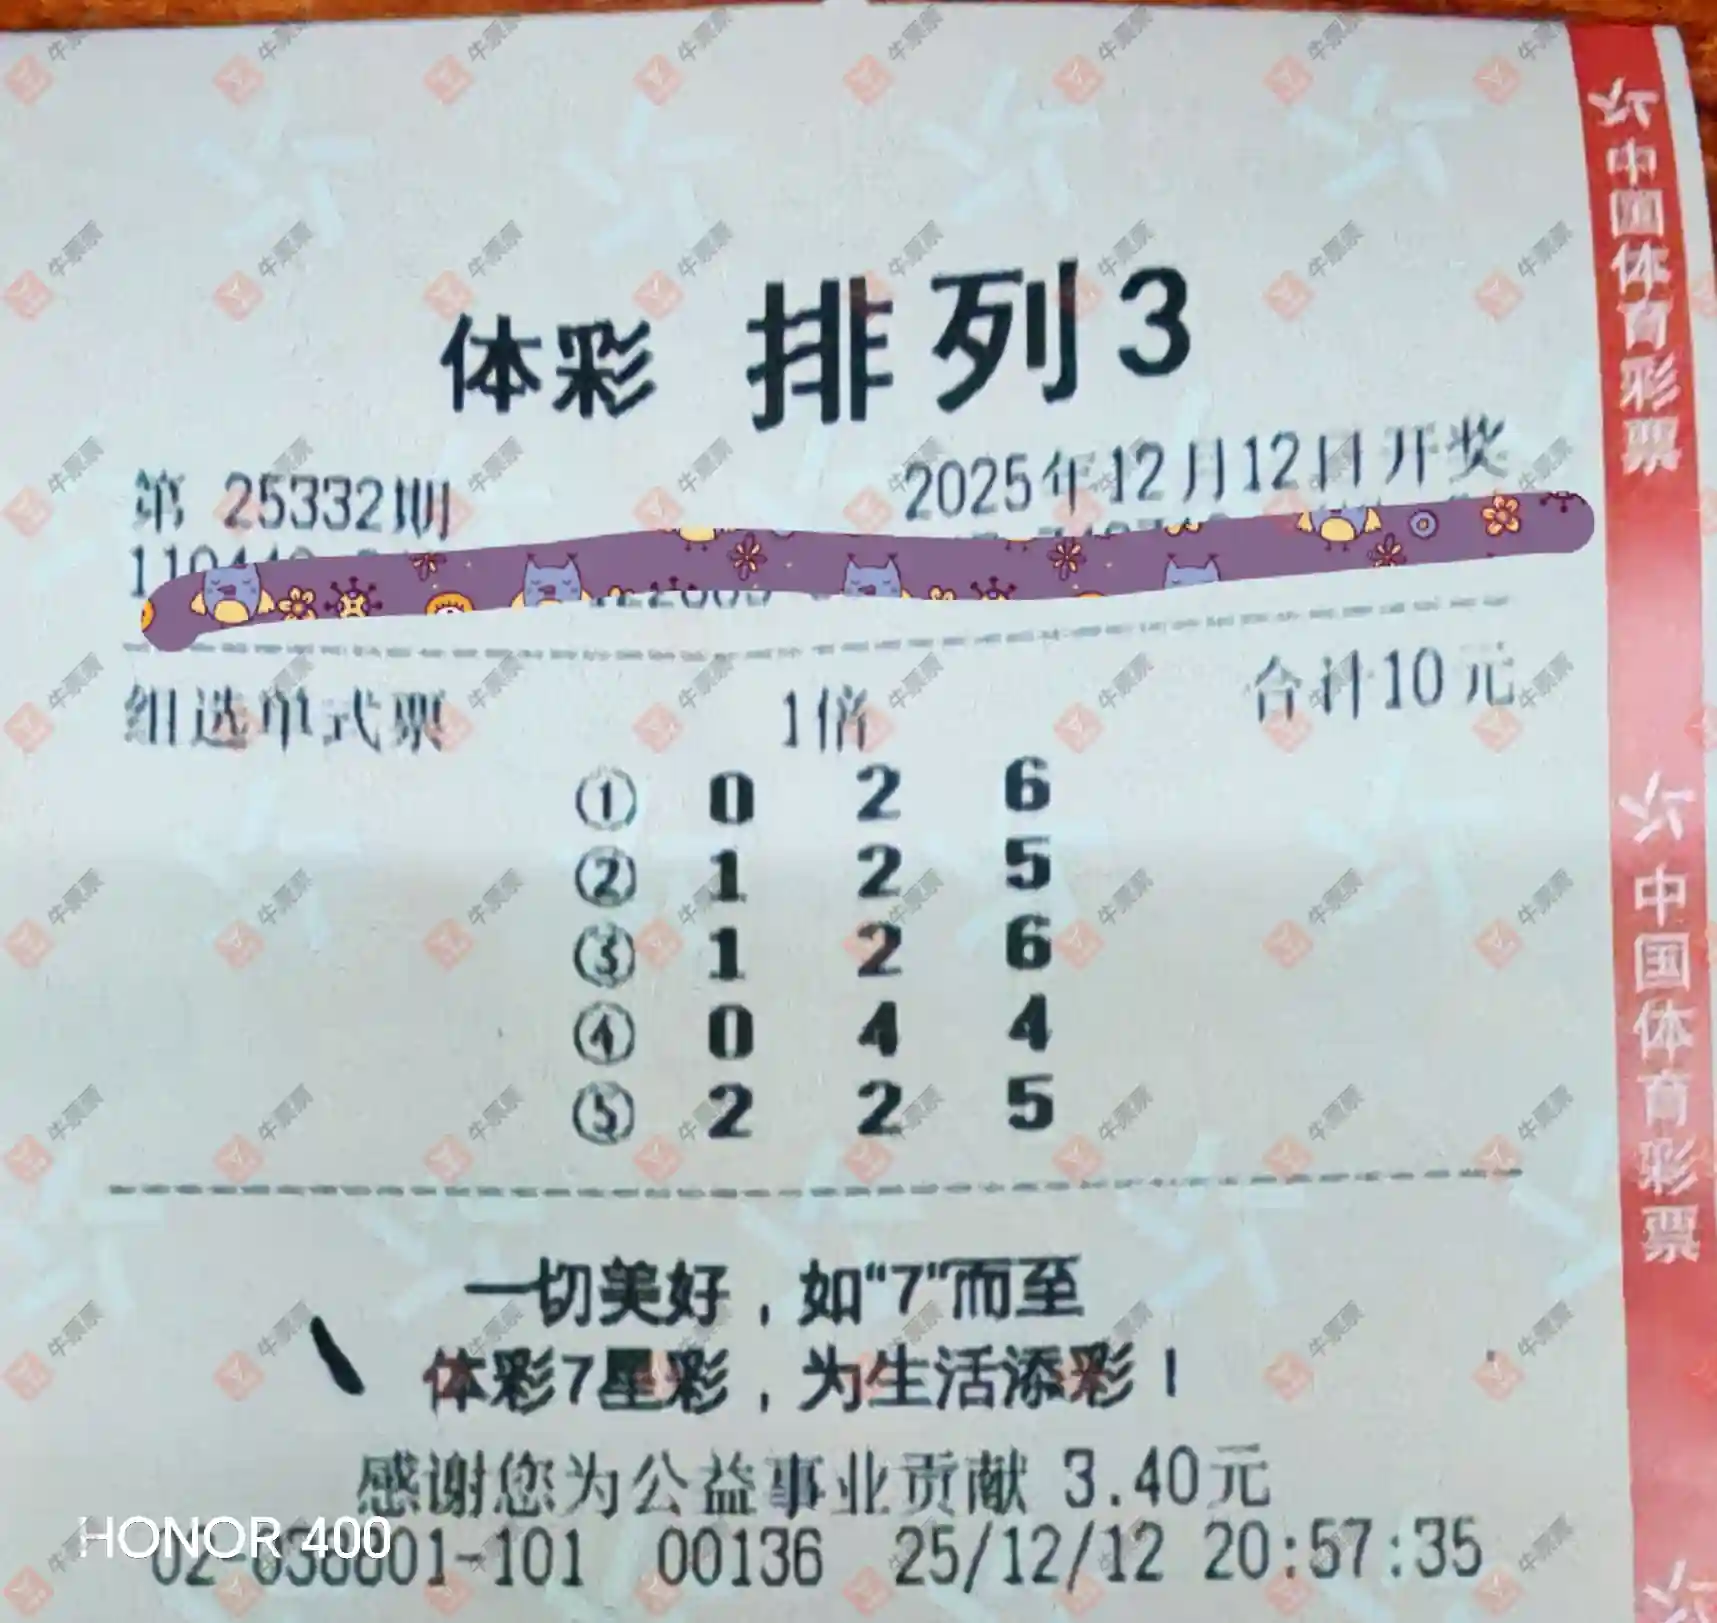 体彩 排列3
第 25332期 2025年12月12日开奖
组选单式票 1倍 合计10元
① 0 2 6
② 1 2 5
③ 1 2 6
④ 0 4 4
⑤ 2 2 5
一切美好，如“7”而至
体彩7星彩，为生活添彩！
感谢您为公益事业贡献 3.40元
HONOR 400
-101 00136 25/12/12 20:57:35
中国体育彩票
中国体育彩票
牛票票